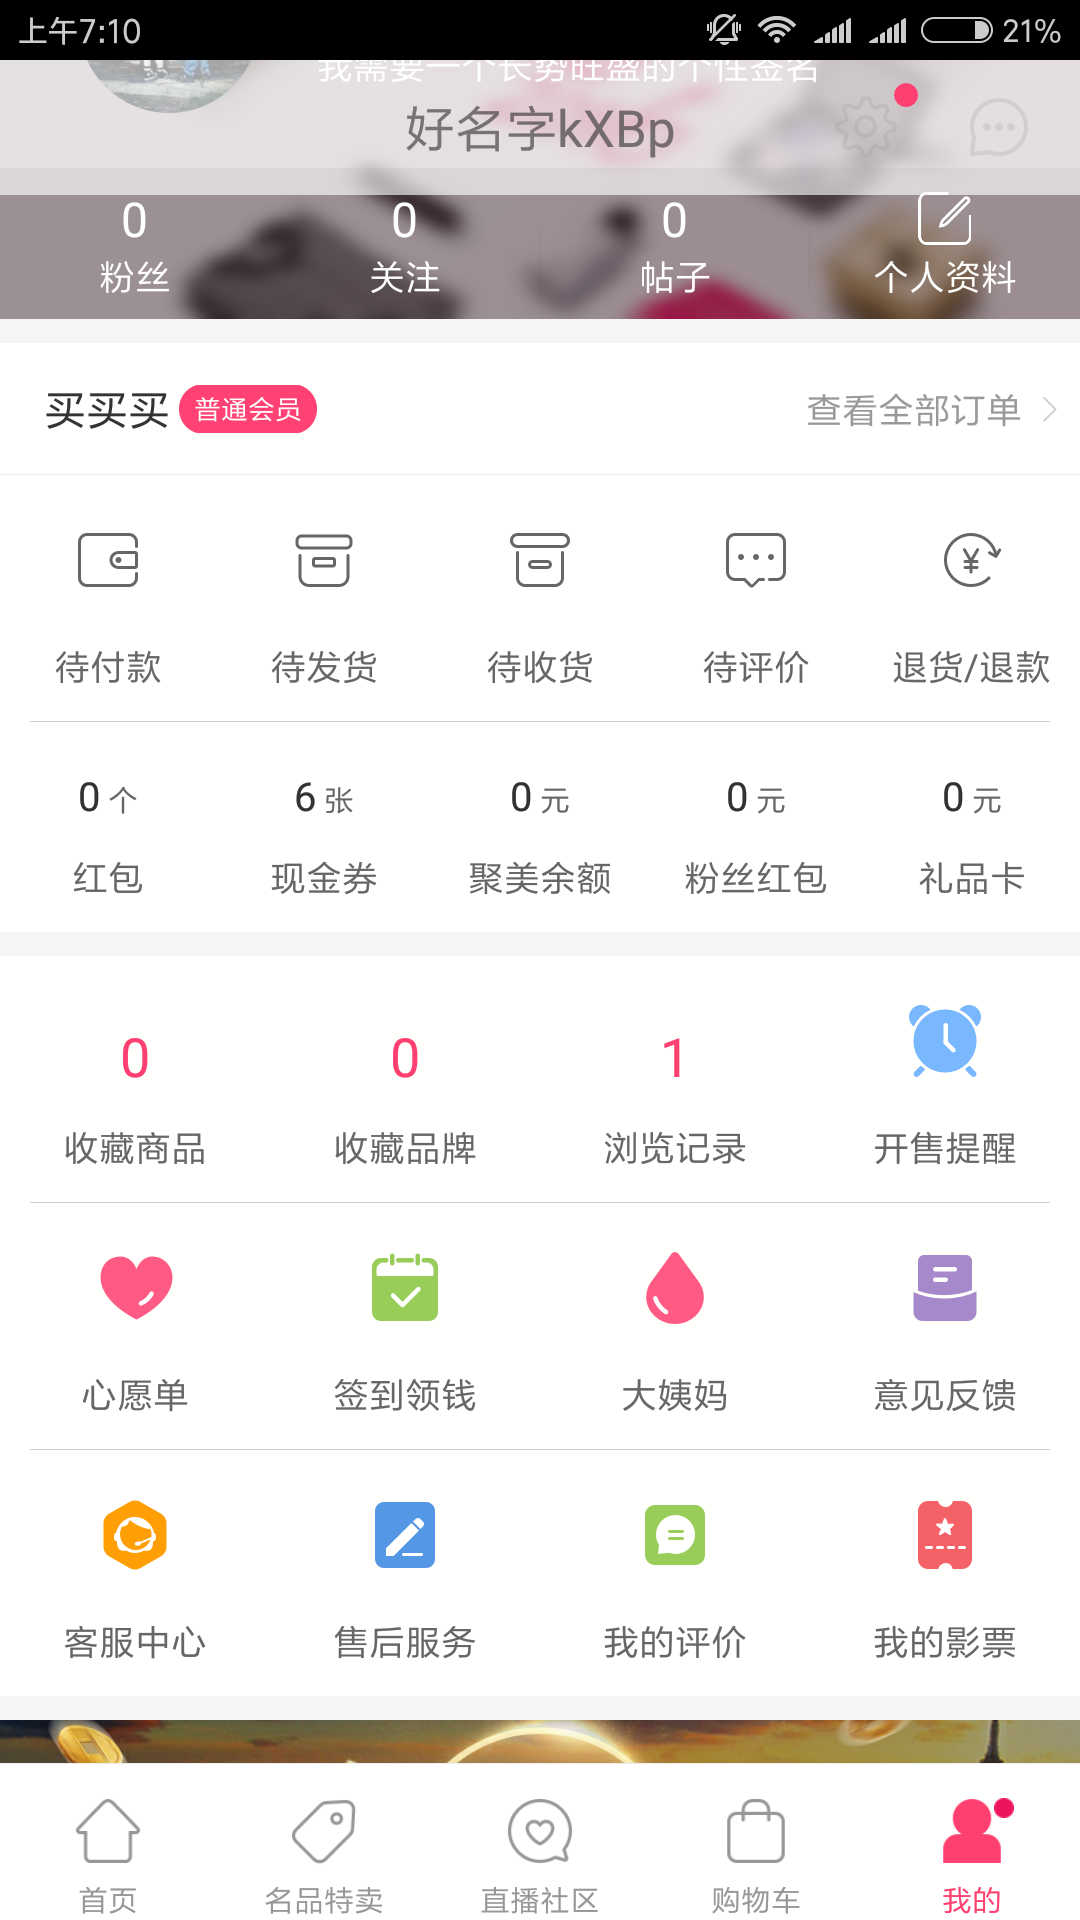 上午7:10 21%
我需要一个长势旺盛的个性签名
好名字kXBp
0 0 0
粉丝 关注 帖子 个人资料
买买买 普通会员 查看全部订单
待付款 待发货 待收货 待评价 退货/退款
0个 6张 0元 0元 0元
红包 现金券 聚美余额 粉丝红包 礼品卡
0 0 1
收藏商品 收藏品牌 浏览记录 开售提醒
心愿单 签到领钱 大姨妈 意见反馈
客服中心 售后服务 我的评价 我的影票
首页 名品特卖 直播社区 购物车 我的